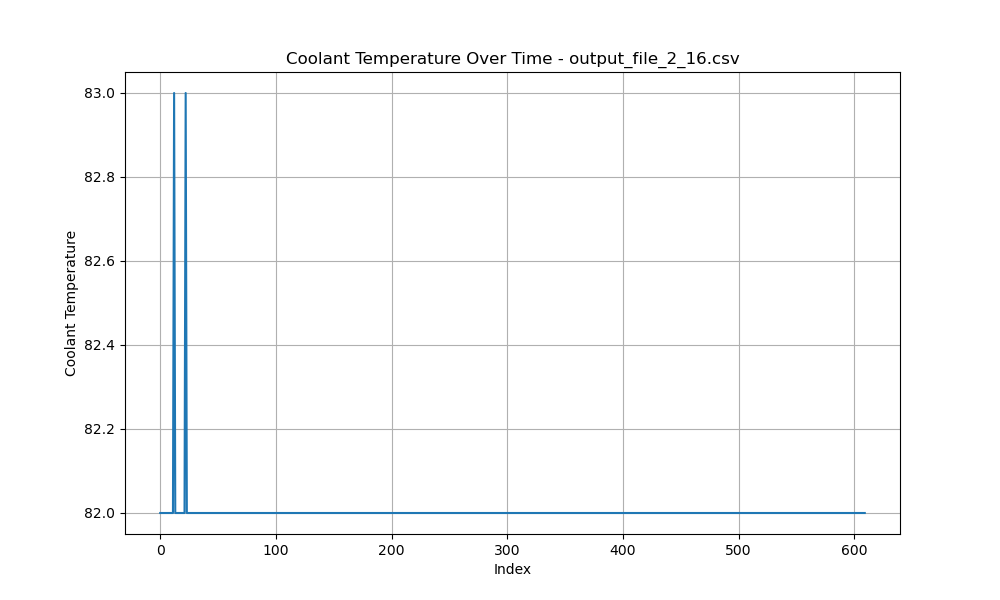 Coolant Temperature Over Time - output_file_2_16.csv
83.0
82.8
82.6
82.4
82.2
82.0
Coolant Temperature
0 100 200 300 400 500 600
Index